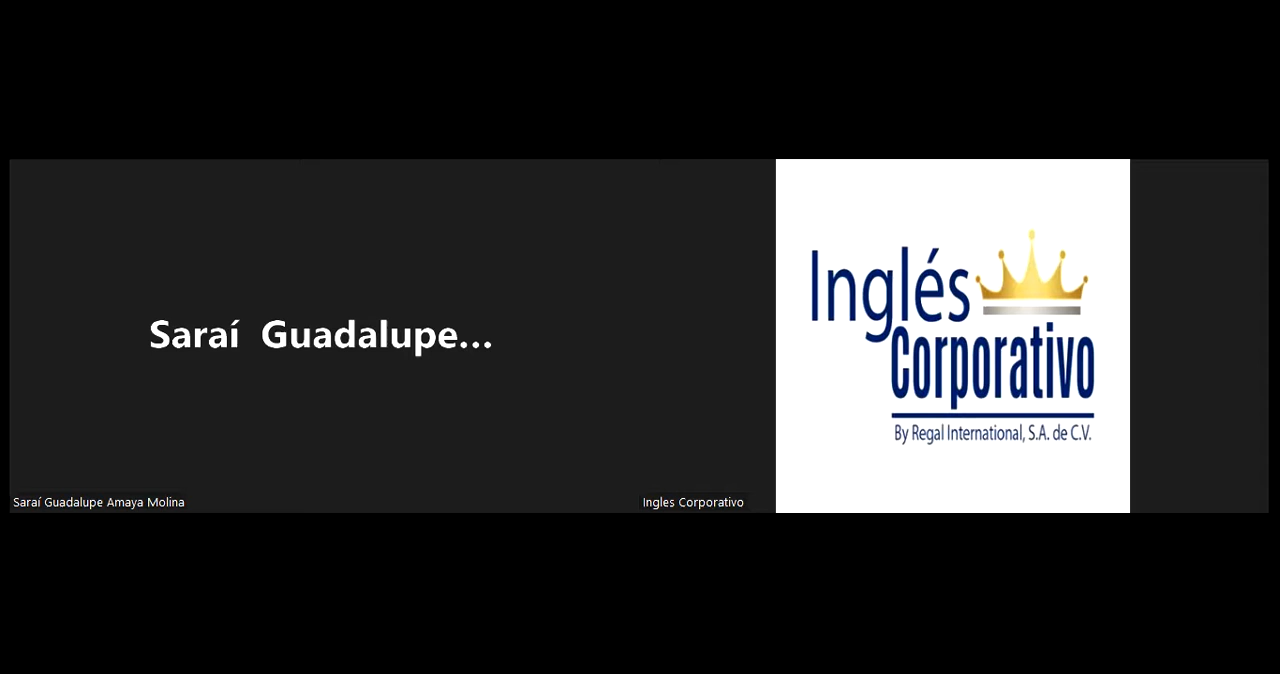 Saraí Guadalupe...
Saraí Guadalupe Amaya Molina
Inglés
Corporativo
By Regal International, S.A. de C.V.
Ingles Corporativo